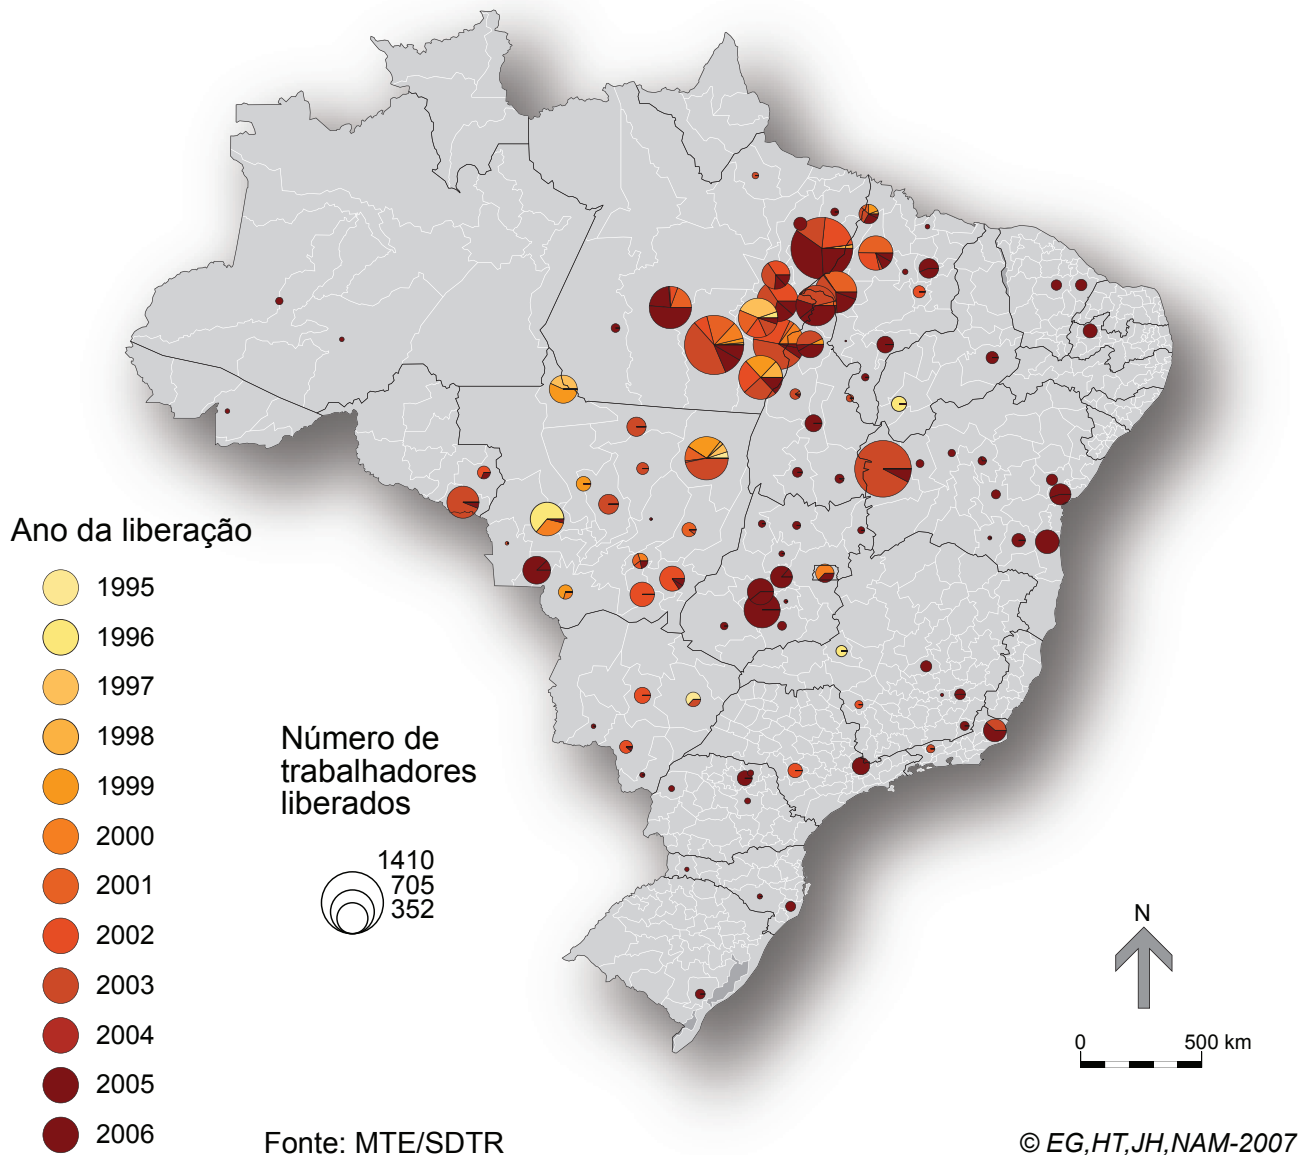 Ano da liberação
1995
1996
1997
1998
1999
2000
2001
2002
2003
2004
2005
2006
Número de
trabalhadores
liberados
1410
705
352
N
0 500 km
Fonte: MTE/SDTR
© EG,HT,JH,NAM-2007